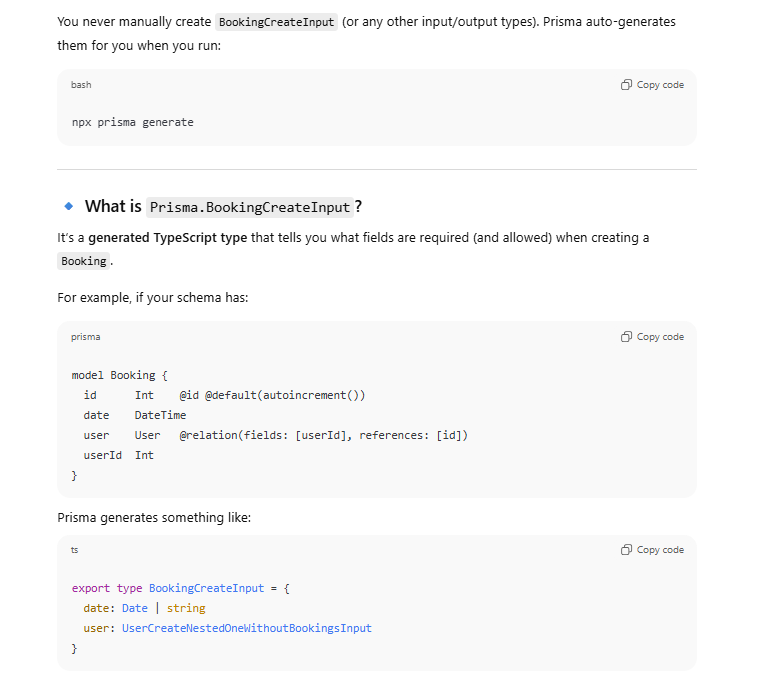 You never manually create BookingCreateInput (or any other input/output types). Prisma auto-generates
them for you when you run:
bash
Copy code
npx prisma generate
What is Prisma.BookingCreateInput?
It's a generated TypeScript type that tells you what fields are required (and allowed) when creating a
Booking.
For example, if your schema has:
prisma
Copy code
model Booking {
  id      Int    @id @default(autoincrement())
  date    DateTime
  user    User   @relation(fields: [userId], references: [id])
  userId  Int
}
Prisma generates something like:
ts
Copy code
export type BookingCreateInput = {
  date: Date | string
  user: UserCreateNestedOneWithoutBookingsInput
}